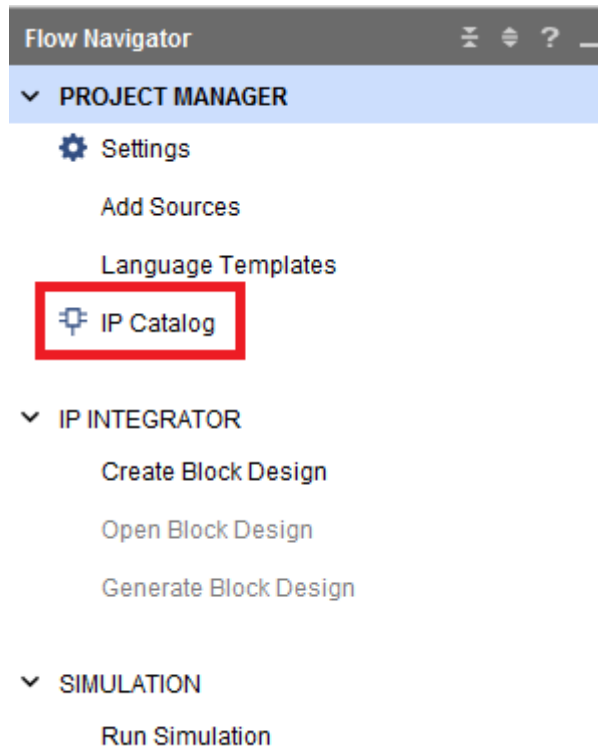 Flow Navigator ?
PROJECT MANAGER
Settings
Add Sources
Language Templates
IP Catalog
IP INTEGRATOR
Create Block Design
Open Block Design
Generate Block Design
SIMULATION
Run Simulation